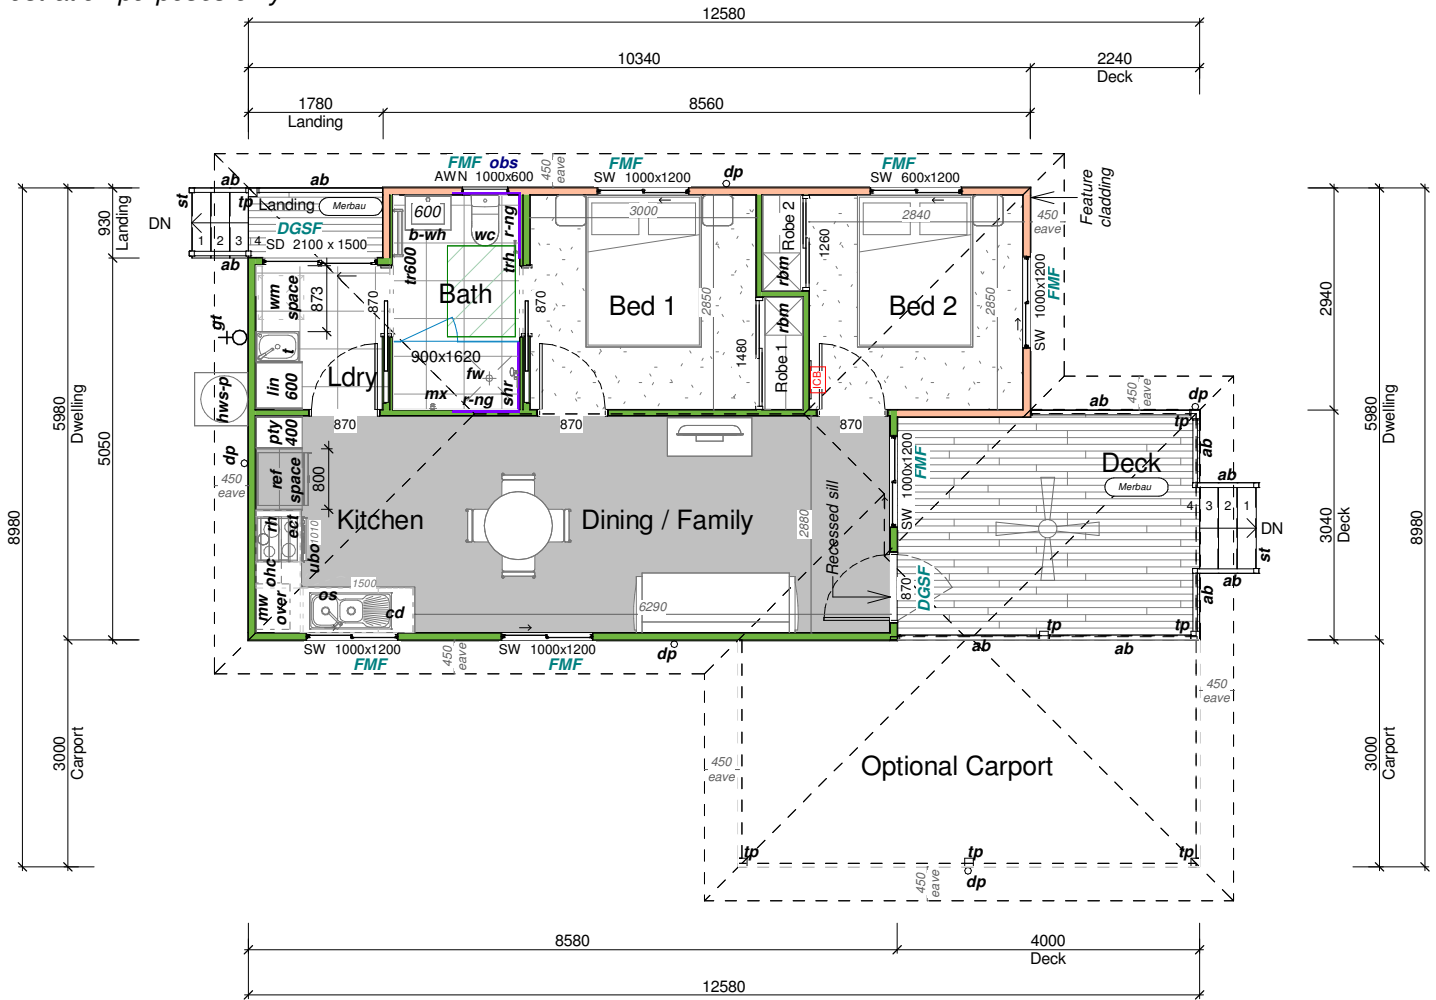 12580
10340
2240
Deck
1780
Landing
8560
FMF obs
AWN 1000x600
450
eave
FMF
SW 1000x1200
dp
FMF
SW 600x1200
Feature
cladding
450
eave
ab
ab
st
DN
tp
Landing
Merbau
DGSF
SD 2100 x 1500
1 2 3 4
ab
930
Landing
600
b-wh
wc
r-ng
tr600
trh
3000
2840
Robe 2
1260
rbm
wm
space
873
870
Bath
870
Bed 1
2850
Bed 2
2850
SW 1000x1200
FMF
2940
gt
t
900x1620
fw
mx
r-ng
shr
1480
Robe 1
rbm
ICB
lin
600
Ldry
hws-p
5980
Dwelling
5050
8980
870
870
870
pty
400
dp
450
eave
ref
space
800
Kitchen
Dining / Family
2880
Recessed sill
SW 1000x1200
FMF
Deck
Merbau
ab
450
eave
dp
tp
ab
ab
4 3 2 1
DN
st
ab
ab
5980
Dwelling
3040
Deck
8980
rh
ect
1010
ubo
ohc
mw
over
1500
os
cd
6290
870
DGSF
tp
tp
ab
ab
SW 1000x1200
FMF
450
eave
SW 1000x1200
FMF
dp
450
eave
3000
Carport
450
eave
Optional Carport
3000
Carport
tp
tp
tp
dp
450
eave
8580
4000
Deck
12580